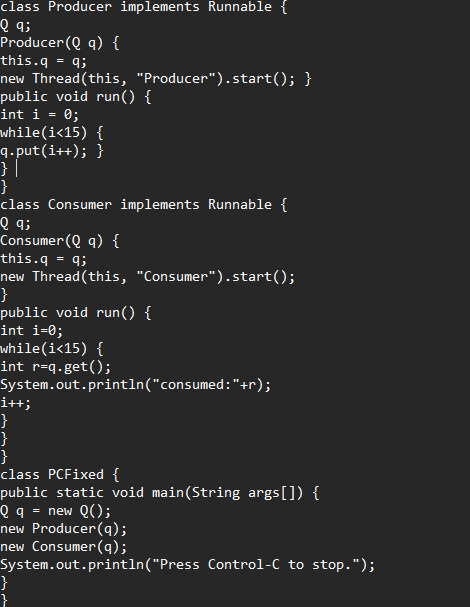 class Producer implements Runnable {
Q q;
Producer(Q q) {
this.q = q;
new Thread(this, "Producer").start(); }
public void run() {
int i = 0;
while(i<15) {
q.put(i++); }
}
}
class Consumer implements Runnable {
Q q;
Consumer(Q q) {
this.q = q;
new Thread(this, "Consumer").start();
}
public void run() {
int i=0;
while(i<15) {
int r=q.get();
System.out.println("consumed:"+r);
i++;
}
}
}
class PCFixed {
public static void main(String args[]) {
Q q = new Q();
new Producer(q);
new Consumer(q);
System.out.println("Press Control-C to stop.");
}
}